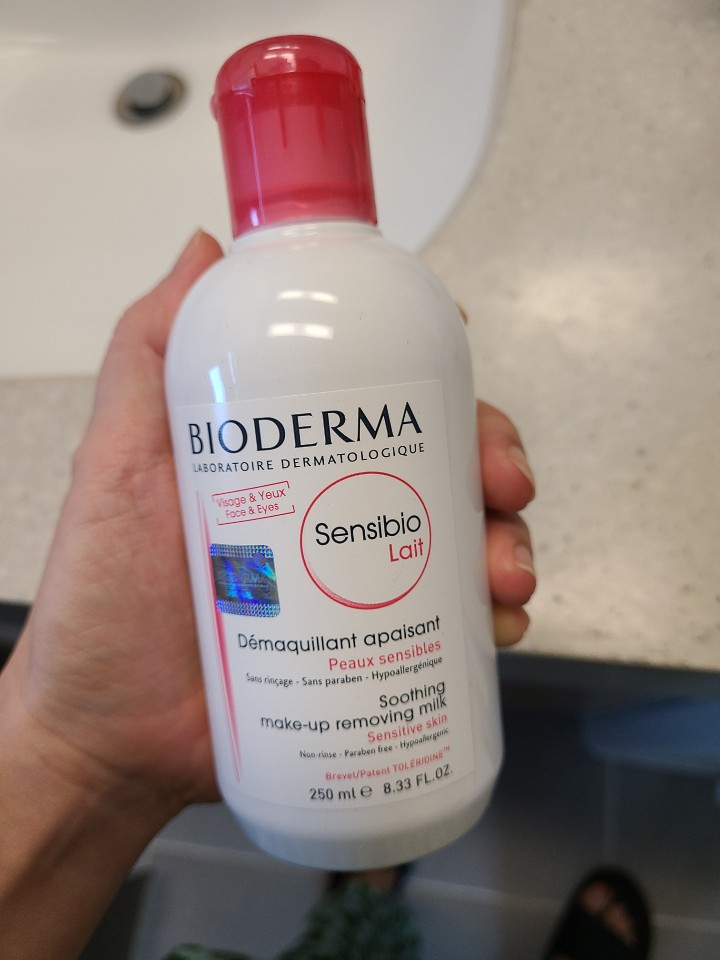 BIODERMA
LABORATOIRE DERMATOLOGIQUE
Visage & Yeux
Face & Eyes
Sensibio
Lait
Démaquillant apaisant
Peaux sensibles
Sans rinçage - Sans paraben - Hypoallergénique
Soothing
make-up removing milk
Sensitive skin
Non-rinse - Paraben free - Hypoallergenic
Brevet/Patent TOLÉRIDINE™
250 ml ℮ 8.33 FL.OZ.